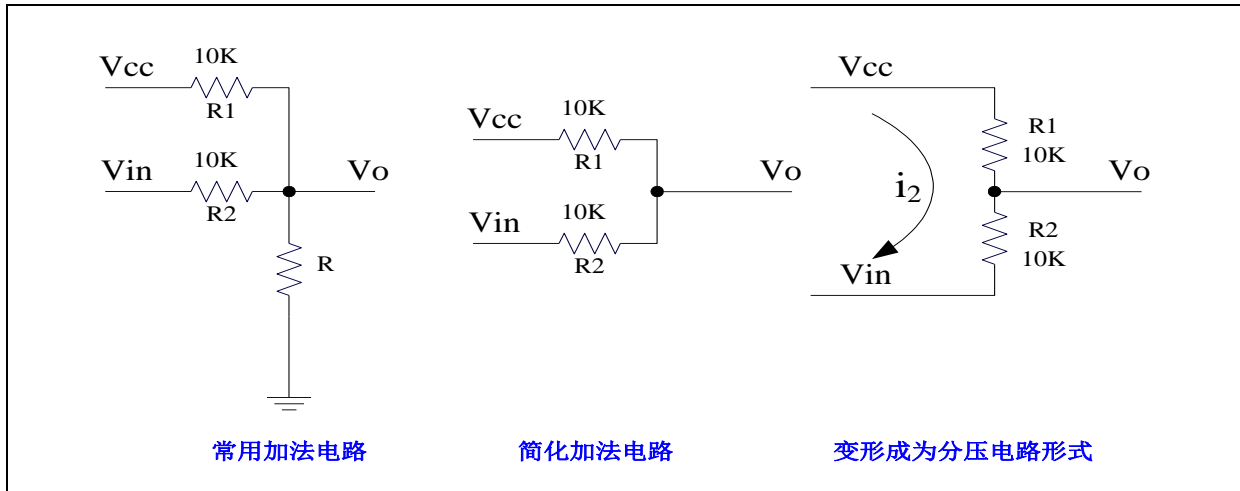 10K
Vcc
R1
10K
Vin
Vo
R2
R
常用加法电路
10K
Vcc
R1
Vo
10K
Vin
R2
简化加法电路
Vcc
R1
10K
Vo
i2
R2
10K
Vin
变形成为分压电路形式